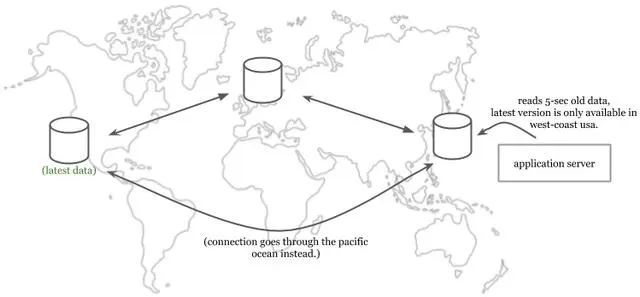 reads 5-sec old data,
latest version is only available in
west-coast usa.
(latest data)
application server
(connection goes through the pacific
ocean instead.)